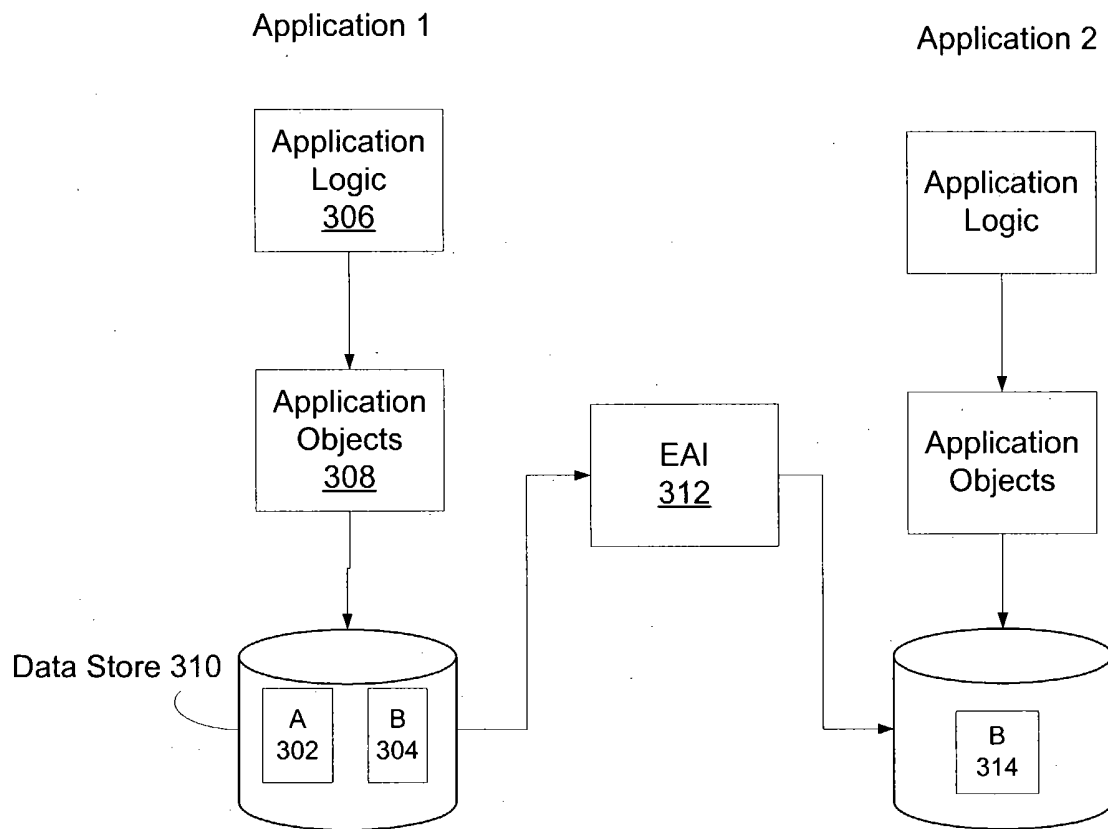 Application 1
Application 2
Application
Logic
306
Application
Logic
Application
Objects
308
EAI
312
Application
Objects
Data Store 310
A
302
B
304
B
314